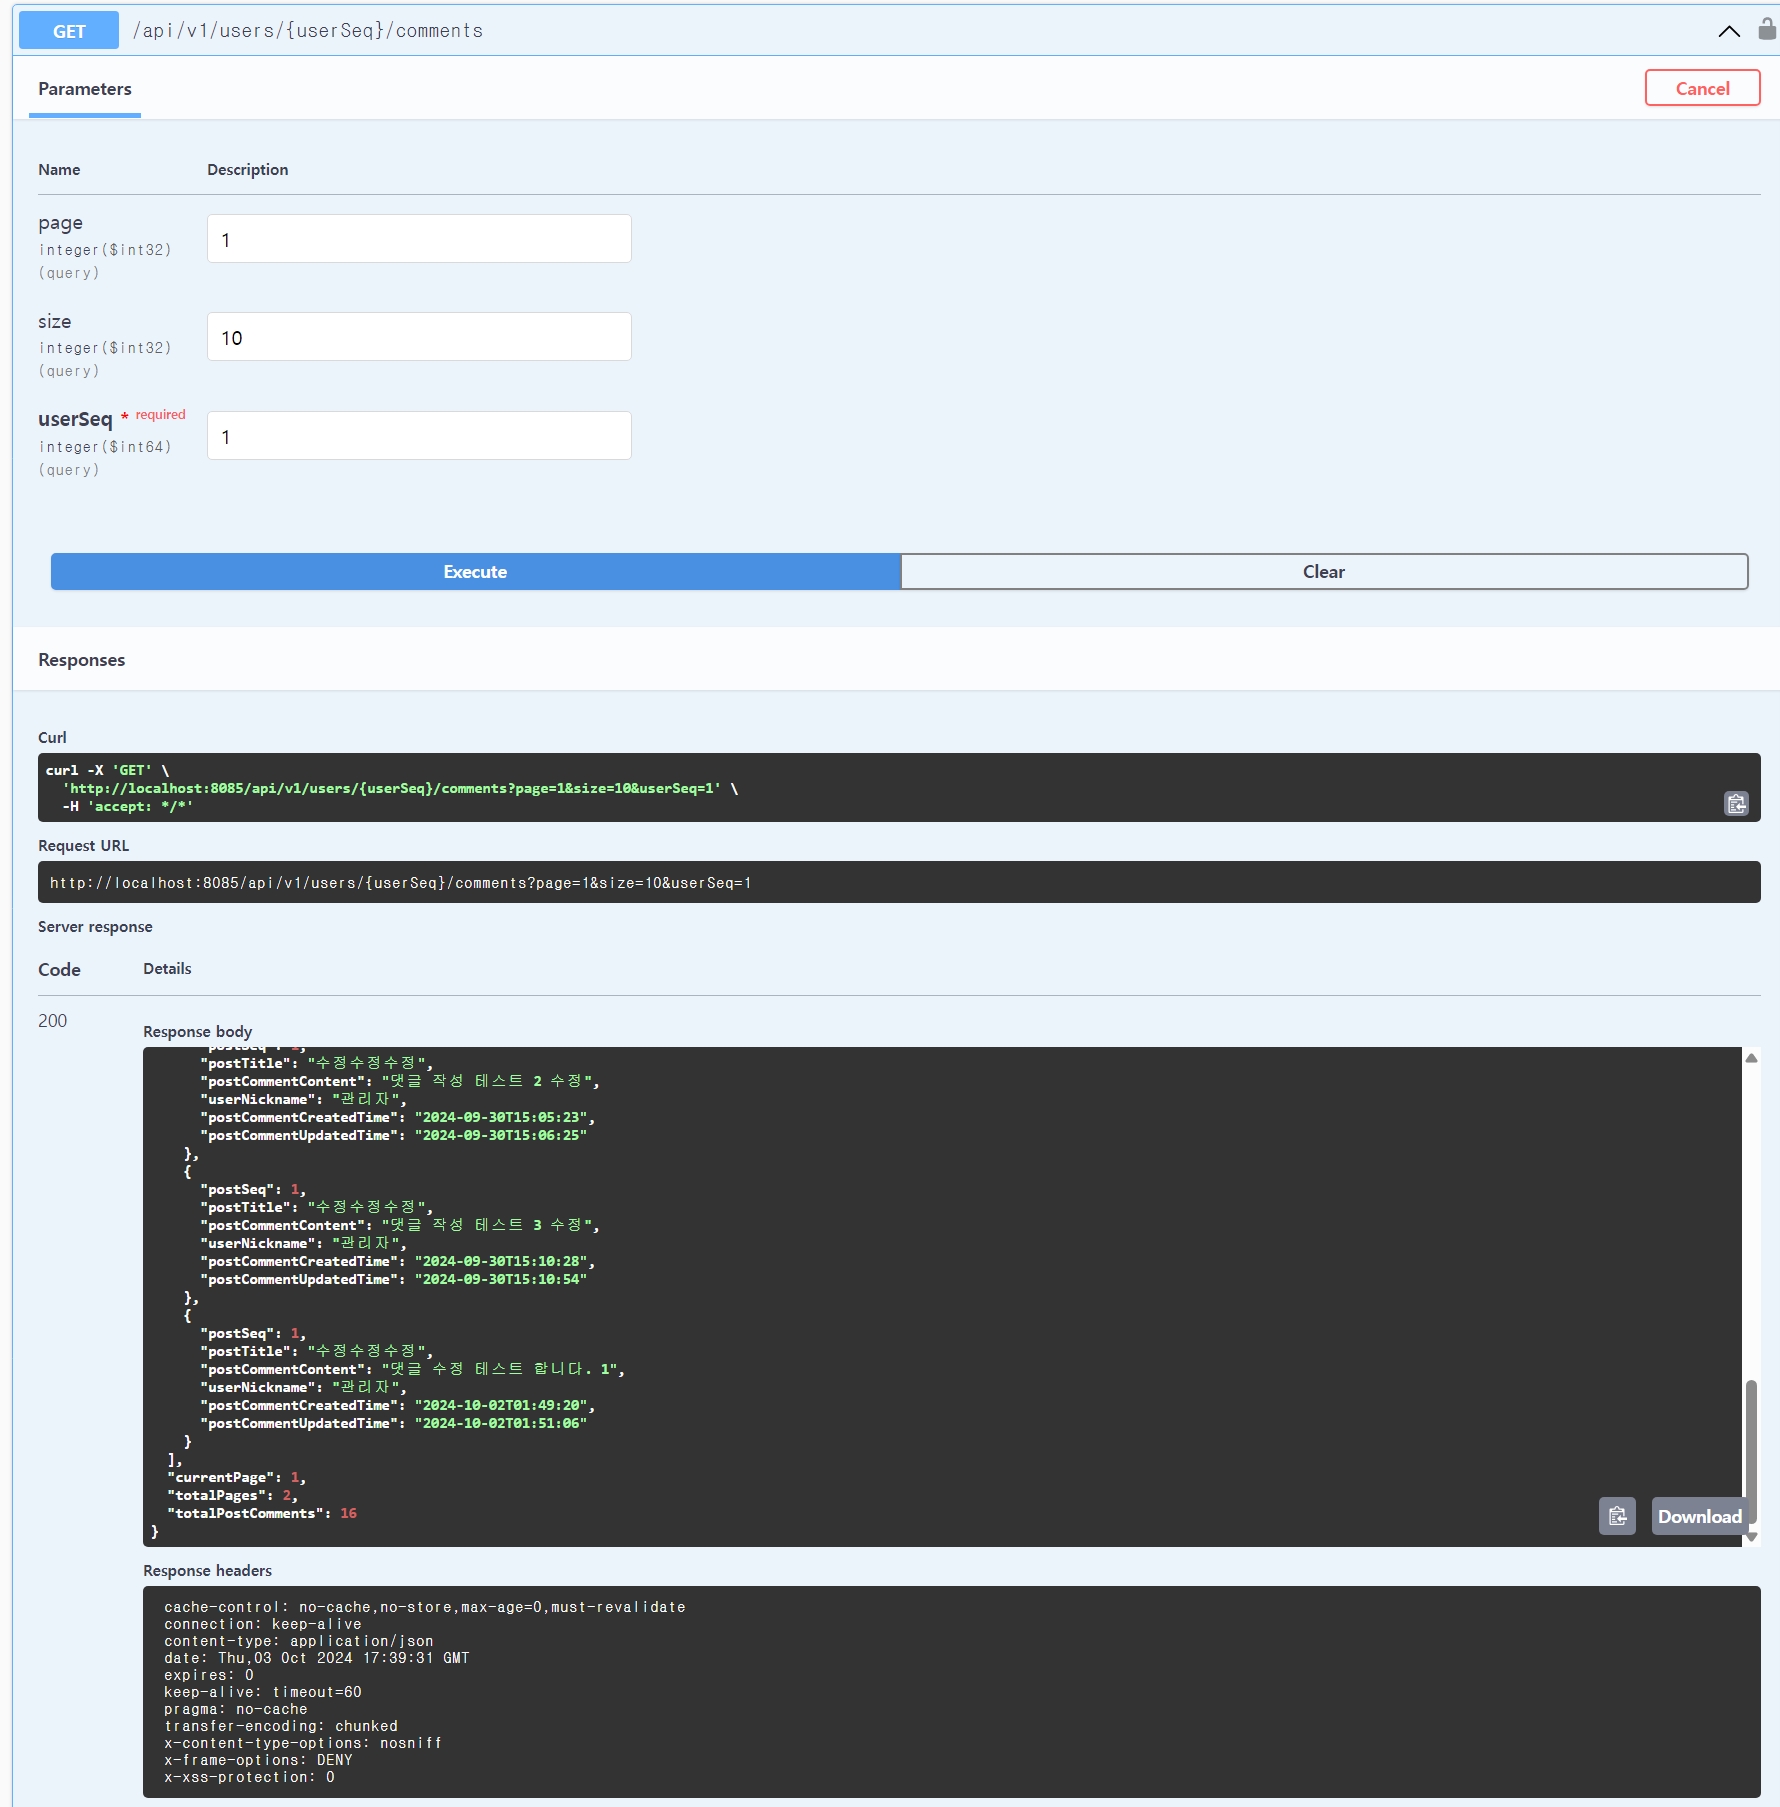 GET /api/v1/users/{userSeq}/comments
Parameters
Cancel
Name Description
page
integer($int32)
(query)
1
size
integer($int32)
(query)
10
userSeq * required
integer($int64)
(query)
1
Execute
Clear
Responses
Curl
curl -X 'GET' \
'http://localhost:8085/api/v1/users/{userSeq}/comments?page=1&size=10&userSeq=1' \
-H 'accept: */*'
Request URL
http://localhost:8085/api/v1/users/{userSeq}/comments?page=1&size=10&userSeq=1
Server response
Code Details
200
Response body
"postSeq": 1,
"postTitle": "수정수정수정",
"postCommentContent": "댓글 작성 테스트 2 수정",
"userNickname": "관리자",
"postCommentCreatedTime": "2024-09-30T15:05:23",
"postCommentUpdatedTime": "2024-09-30T15:06:25"
},
{
"postSeq": 1,
"postTitle": "수정수정수정",
"postCommentContent": "댓글 작성 테스트 3 수정",
"userNickname": "관리자",
"postCommentCreatedTime": "2024-09-30T15:10:28",
"postCommentUpdatedTime": "2024-09-30T15:10:54"
},
{
"postSeq": 1,
"postTitle": "수정수정수정",
"postCommentContent": "댓글 수정 테스트 합니다. 1",
"userNickname": "관리자",
"postCommentCreatedTime": "2024-10-02T01:49:20",
"postCommentUpdatedTime": "2024-10-02T01:51:06"
}
],
"currentPage": 1,
"totalPages": 2,
"totalPostComments": 16
}
Download
Response headers
cache-control: no-cache,no-store,max-age=0,must-revalidate
connection: keep-alive
content-type: application/json
date: Thu,03 Oct 2024 17:39:31 GMT
expires: 0
keep-alive: timeout=60
pragma: no-cache
transfer-encoding: chunked
x-content-type-options: nosniff
x-frame-options: DENY
x-xss-protection: 0